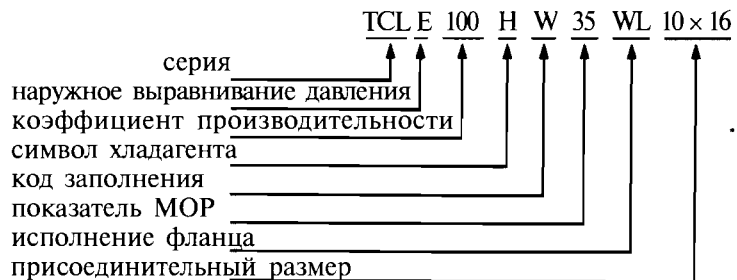 TCL E 100 H W 35 WL 10 × 16
серия
наружное выравнивание давления
коэффициент производительности
символ хладагента
код заполнения
показатель МОР
исполнение фланца
присоединительный размер